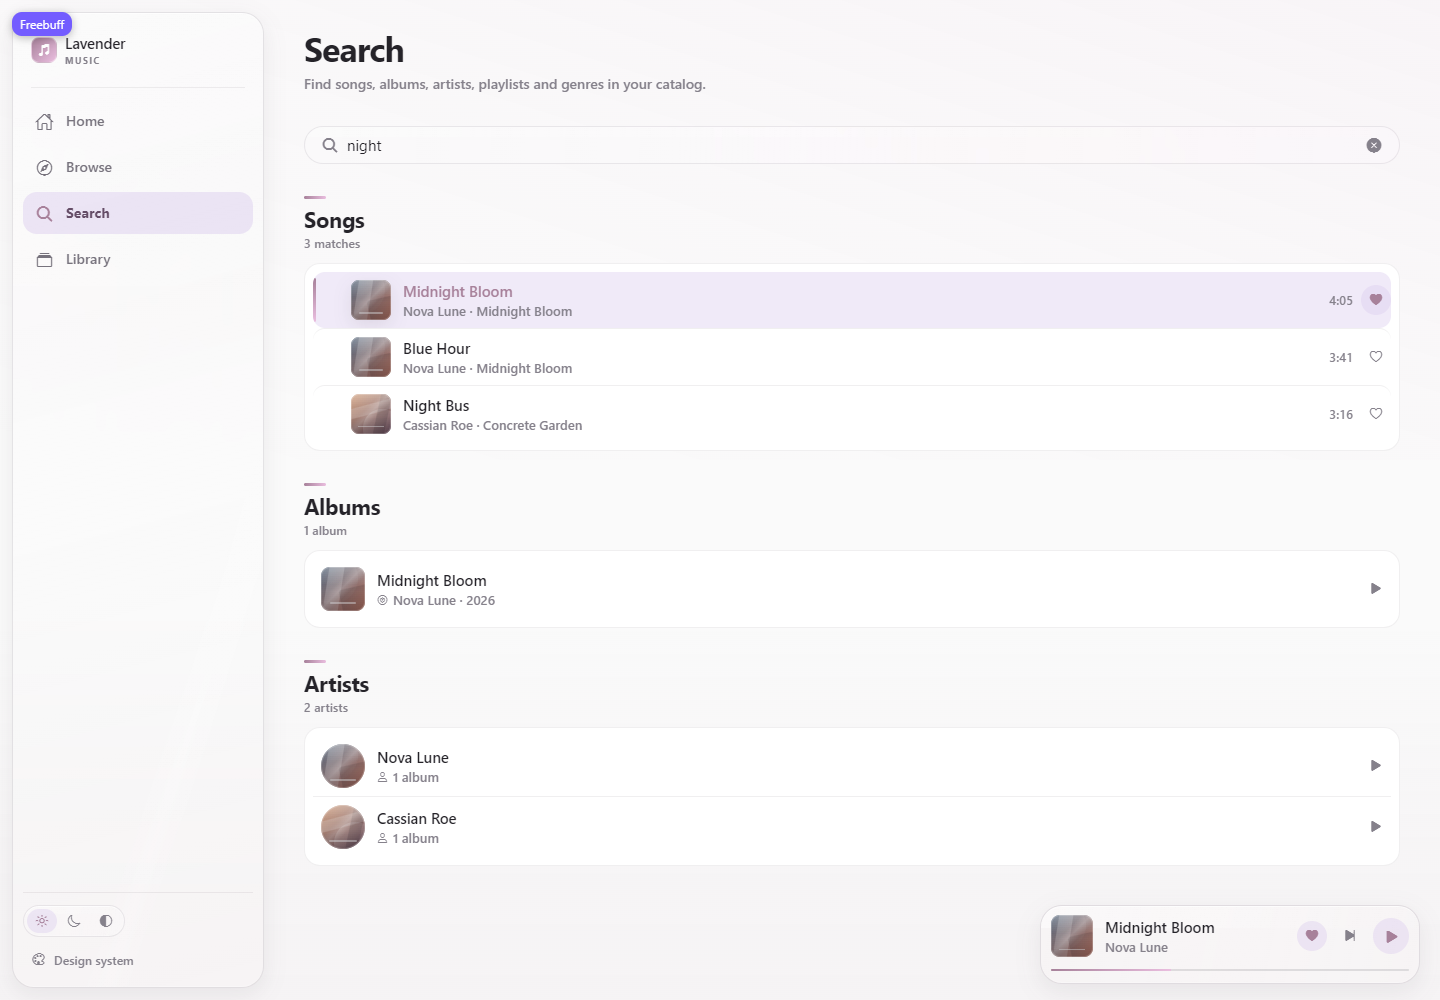 Freebuff
Lavender
MUSIC
Home
Browse
Search
Library
Design system
Search
Find songs, albums, artists, playlists and genres in your catalog.
night
Songs
3 matches
Midnight Bloom
Nova Lune · Midnight Bloom
4:05
Blue Hour
Nova Lune · Midnight Bloom
3:41
Night Bus
Cassian Roe · Concrete Garden
3:16
Albums
1 album
Midnight Bloom
Nova Lune · 2026
Artists
2 artists
Nova Lune
1 album
Cassian Roe
1 album
Midnight Bloom
Nova Lune